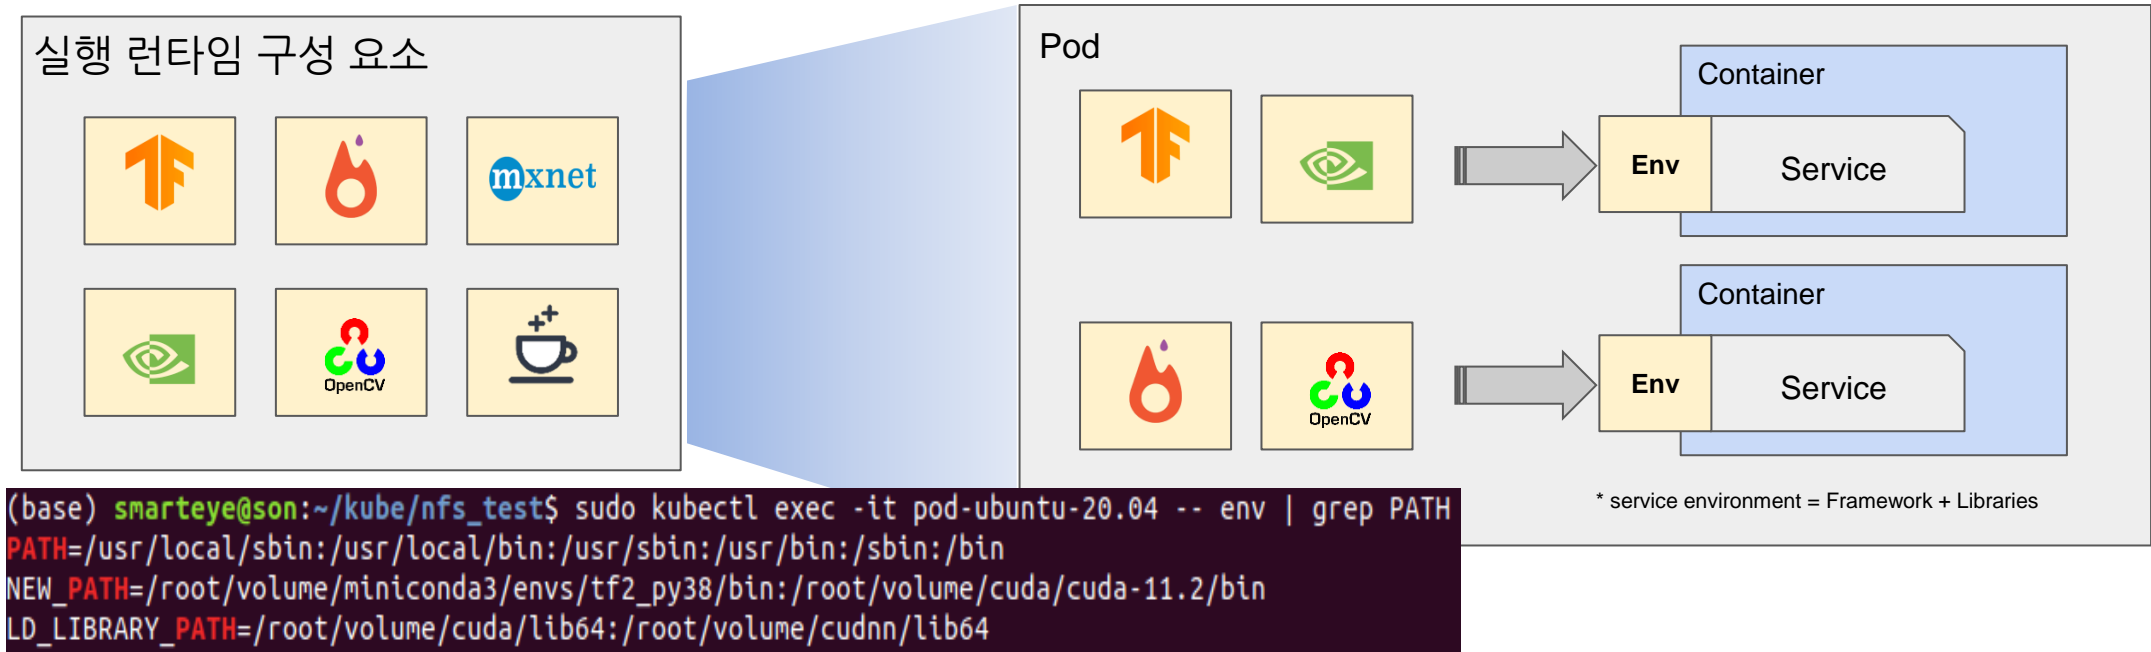 실행 런타임 구성 요소
mxnet
OpenCV
Pod
Container
Env
Service
OpenCV
Container
Env
Service
* service environment = Framework + Libraries
(base) smarteye@son:~/kube/nfs_test$ sudo kubectl exec -it pod-ubuntu-20.04 -- env | grep PATH
PATH=/usr/local/sbin:/usr/local/bin:/usr/sbin:/usr/bin:/sbin:/bin
NEW_PATH=/root/volume/miniconda3/envs/tf2_py38/bin:/root/volume/cuda/cuda-11.2/bin
LD_LIBRARY_PATH=/root/volume/cuda/lib64:/root/volume/cudnn/lib64